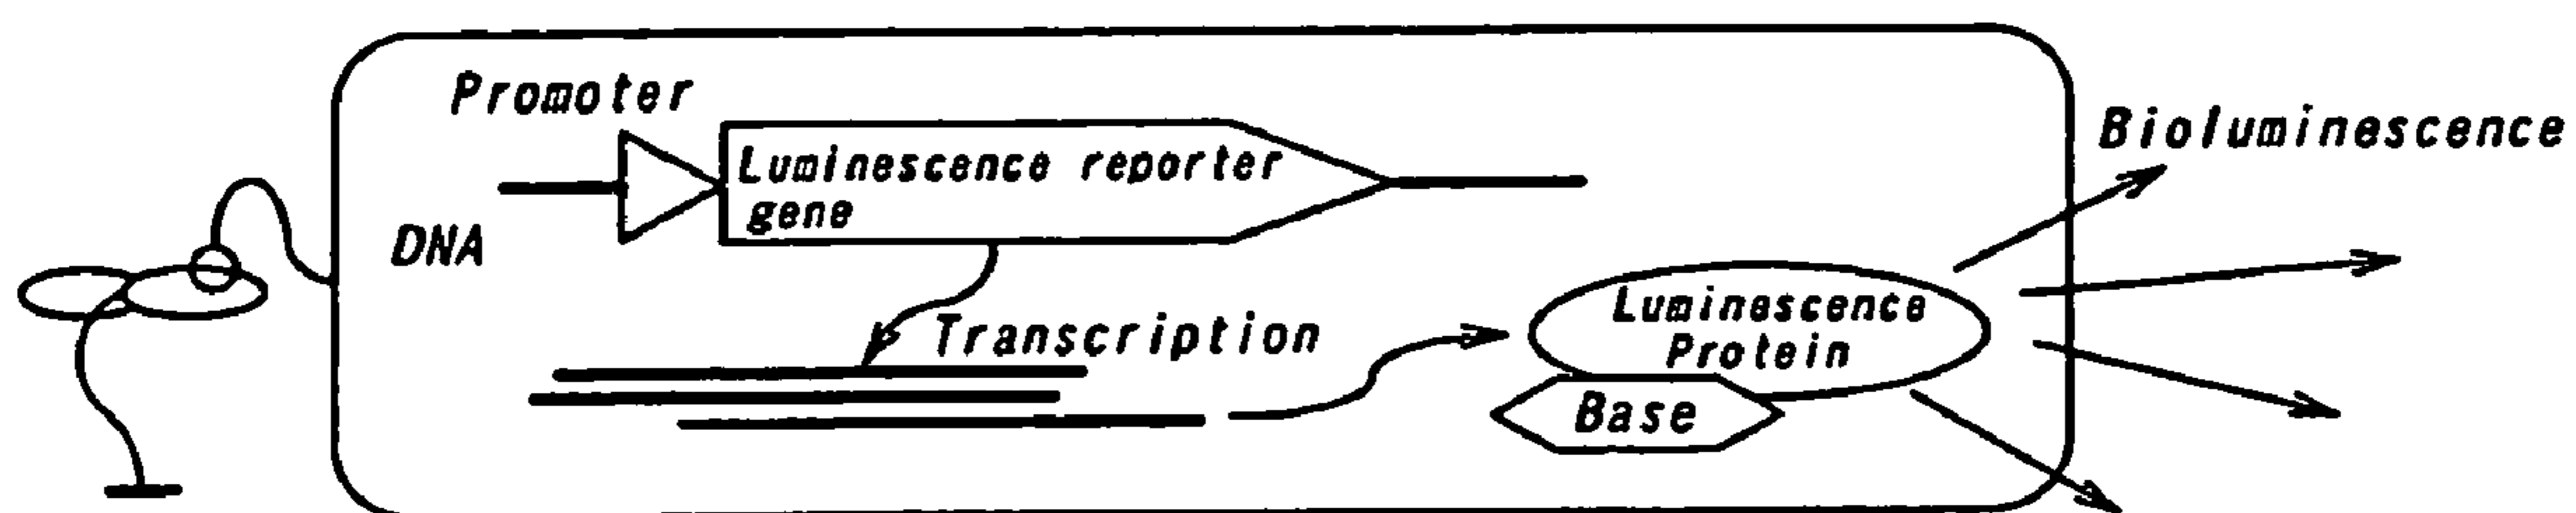 Promoter
Bioluminescence
Luminescence reporter
gene
DNA
Transcription
Luminescence
Protein
Base